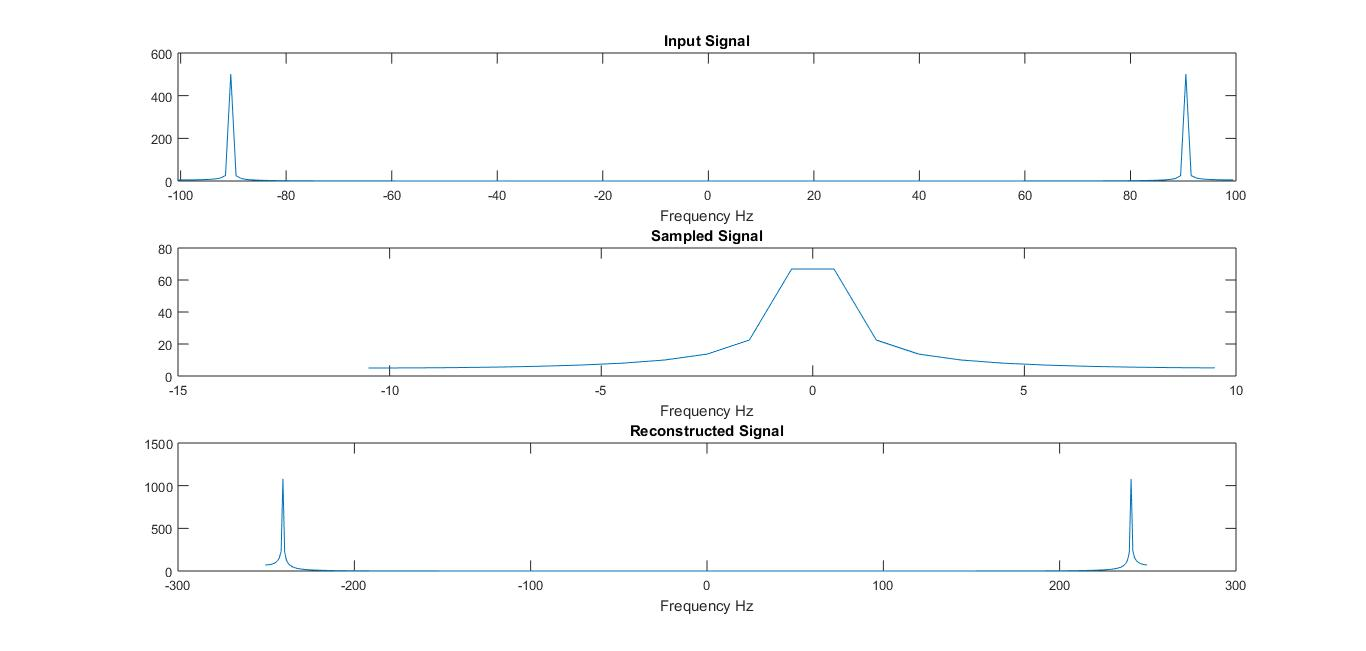 Input Signal
600
400
200
0
-100 -80 -60 -40 -20 0 20 40 60 80 100
Frequency Hz
Sampled Signal
80
60
40
20
0
-15 -10 -5 0 5 10
Frequency Hz
Reconstructed Signal
1500
1000
500
0
-300 -200 -100 0 100 200 300
Frequency Hz